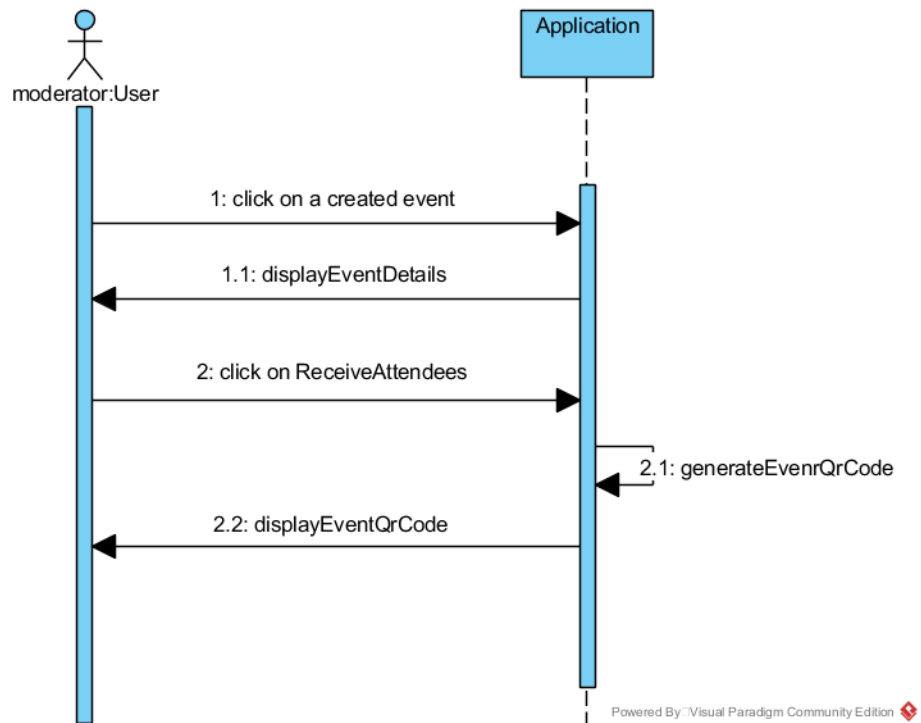 Application
moderator:User
1: click on a created event
1.1: displayEventDetails
2: click on ReceiveAttendees
2.1: generateEvenrQrCode
2.2: displayEventQrCode
Powered By Visual Paradigm Community Edition